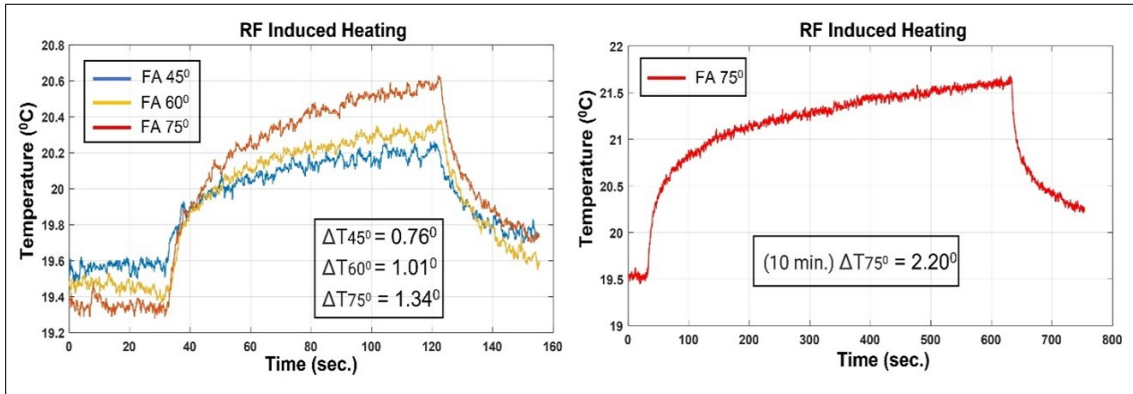 RF Induced Heating
Temperature (⁰C)
20.8
20.6
20.4
20.2
20
19.8
19.6
19.4
19.2
FA 45⁰
FA 60⁰
FA 75⁰
ΔT45⁰ = 0.76⁰
ΔT60⁰ = 1.01⁰
ΔT75⁰ = 1.34⁰
0 20 40 60 80 100 120 140 160
Time (sec.)
RF Induced Heating
Temperature (⁰C)
22
21.5
21
20.5
20
19.5
19
FA 75⁰
(10 min.) ΔT75⁰ = 2.20⁰
0 100 200 300 400 500 600 700 800
Time (sec.)